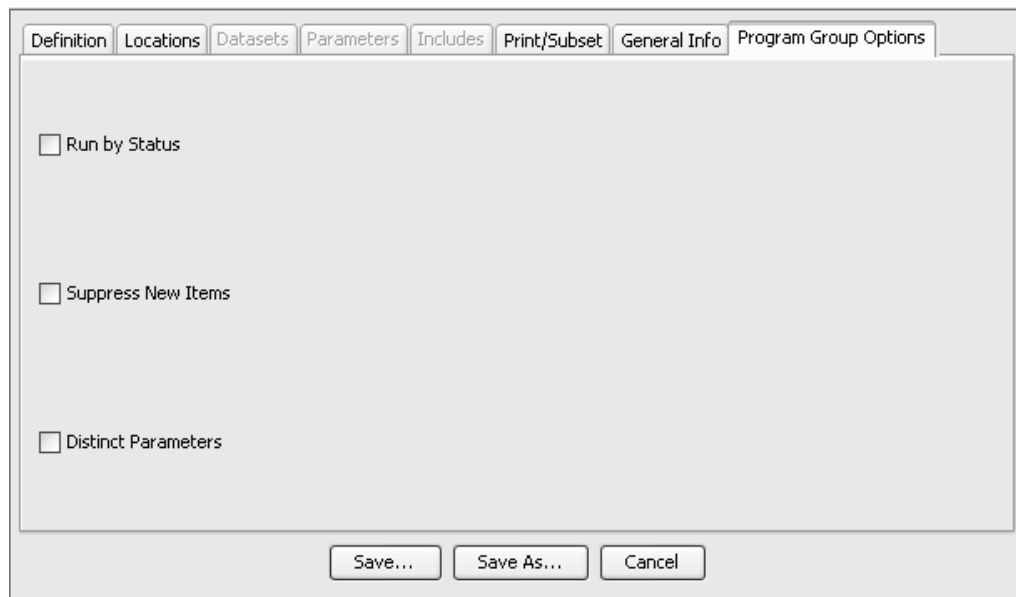 Definition Locations Datasets Parameters Includes Print/Subset General Info Program Group Options
Run by Status
Suppress New Items
Distinct Parameters
Save... Save As... Cancel